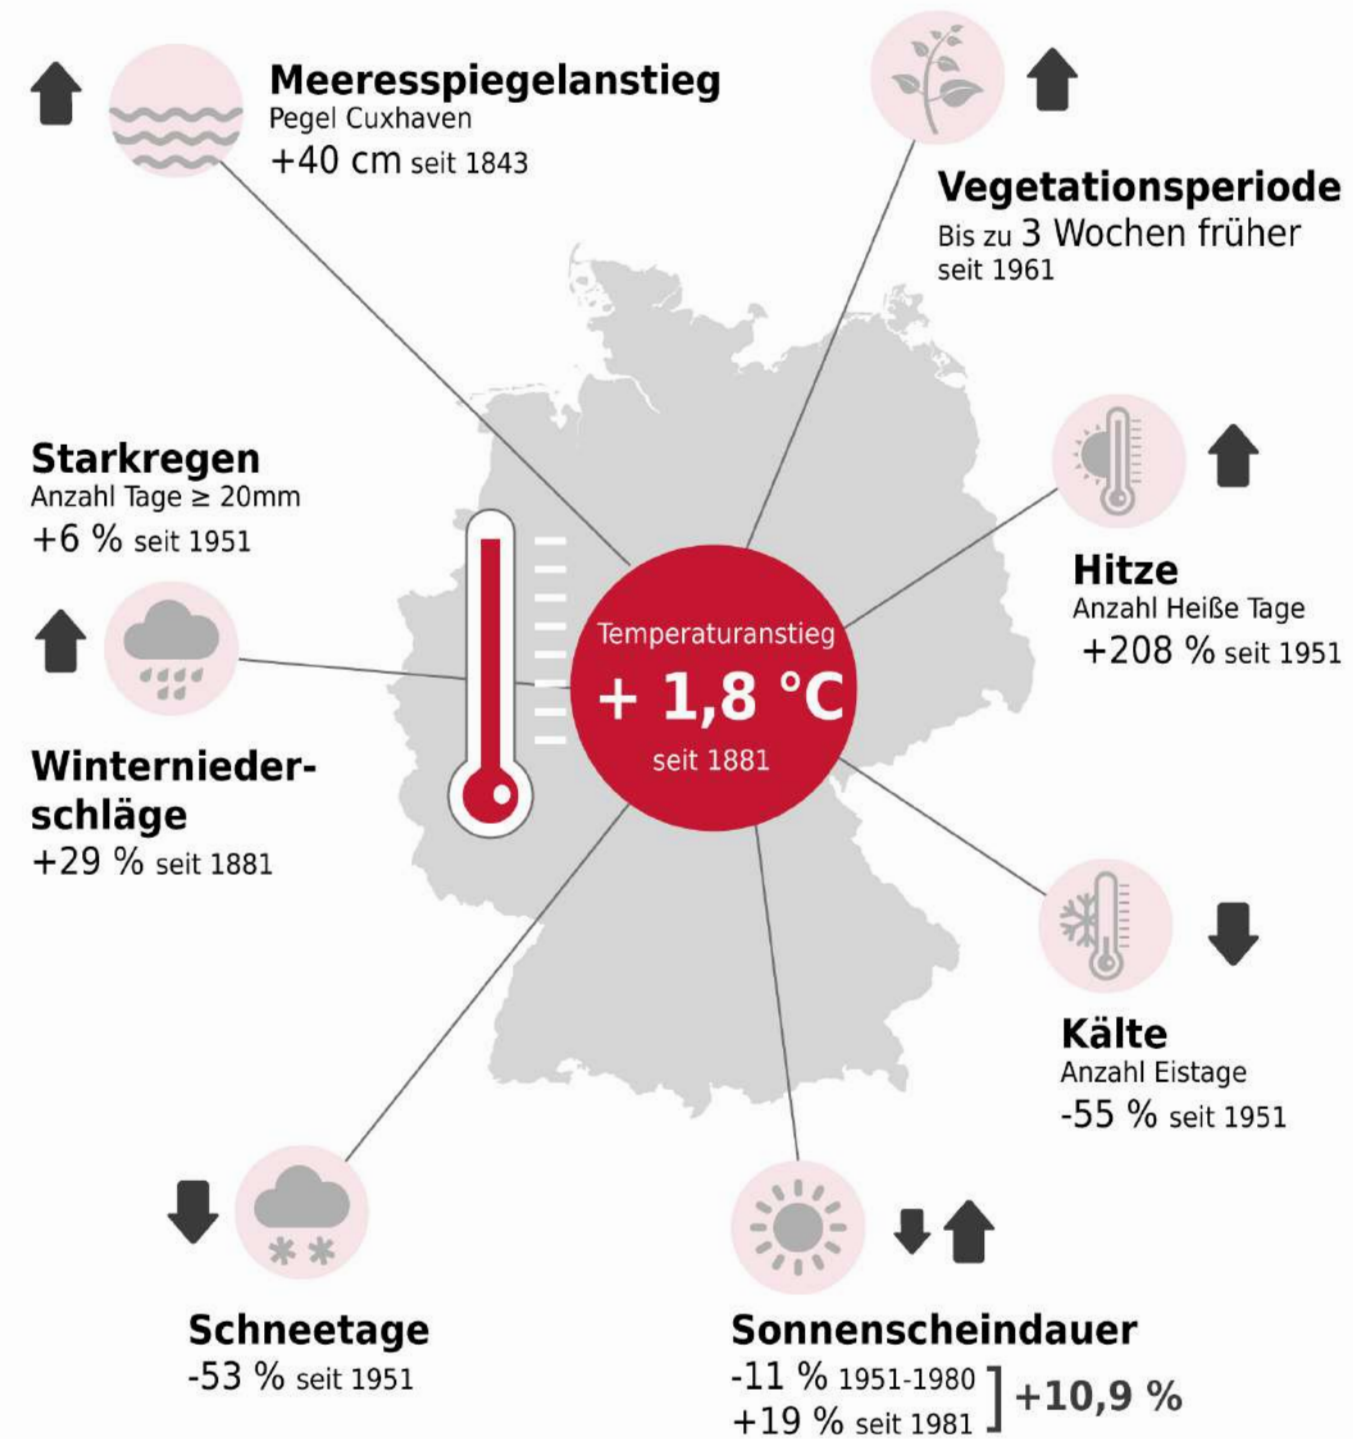 Meeresspiegelanstieg
Pegel Cuxhaven
+40 cm seit 1843
Vegetationsperiode
Bis zu 3 Wochen früher
seit 1961
Starkregen
Anzahl Tage ≥ 20mm
+6 % seit 1951
Hitze
Anzahl Heiße Tage
+208 % seit 1951
Temperaturanstieg
+ 1,8 °C
seit 1881
Winternieder-
schläge
+29 % seit 1881
Kälte
Anzahl Eistage
-55 % seit 1951
Schneetage
-53 % seit 1951
Sonnenscheindauer
-11 % 1951-1980
+19 % seit 1981
+10,9 %